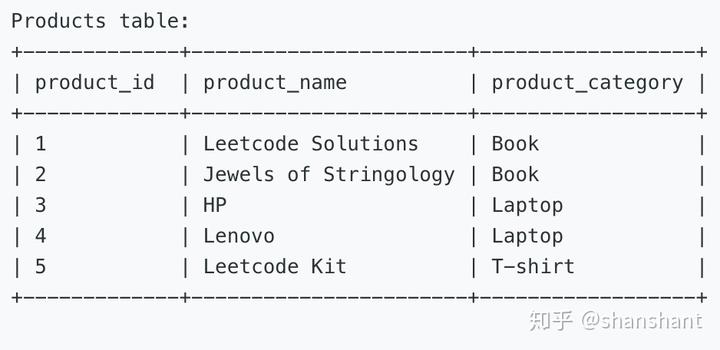 Products table:
+------------+----------------------+------------------+
| product_id | product_name | product_category |
+------------+----------------------+------------------+
| 1 | Leetcode Solutions | Book |
| 2 | Jewels of Stringology | Book |
| 3 | HP | Laptop |
| 4 | Lenovo | Laptop |
| 5 | Leetcode Kit | T-shirt |
+------------+----------------------+------------------+
知乎 @shanshant